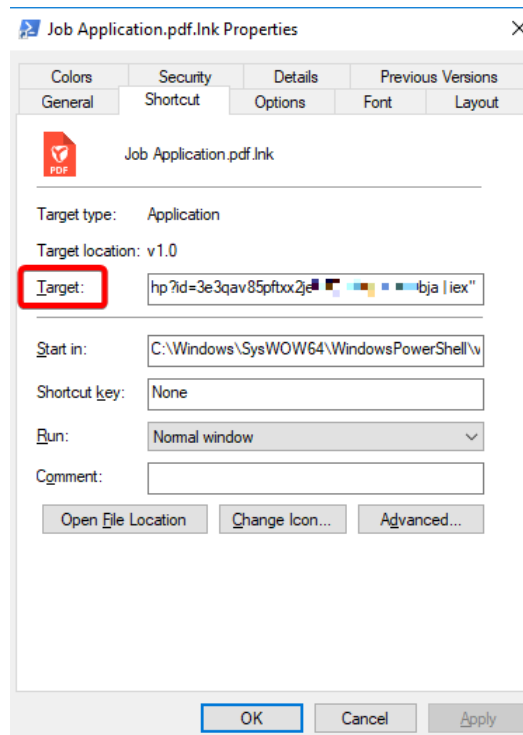 Job Application.pdf.lnk Properties
Colors Security Details Previous Versions
General Shortcut Options Font Layout
PDF
Job Application.pdf.lnk
Target type: Application
Target location: v1.0
Target: hp?id=3e3qav85pftxx2je bja | iex"
Start in: C:\Windows\SysWOW64\WindowsPowerShell\v
Shortcut key: None
Run: Normal window
Comment:
Open File Location Change Icon... Advanced...
OK Cancel Apply